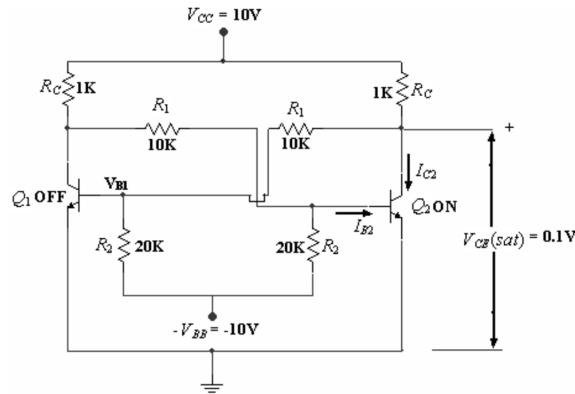 V_CC = 10V
R_C 1K
1K R_C
R_1
10K
R_1
10K
+
I_C2
V_B1
Q_1 OFF
Q_2 ON
I_B2
R_2 20K
20K R_2
V_CE(sat) = 0.1V
- V_BB = -10V